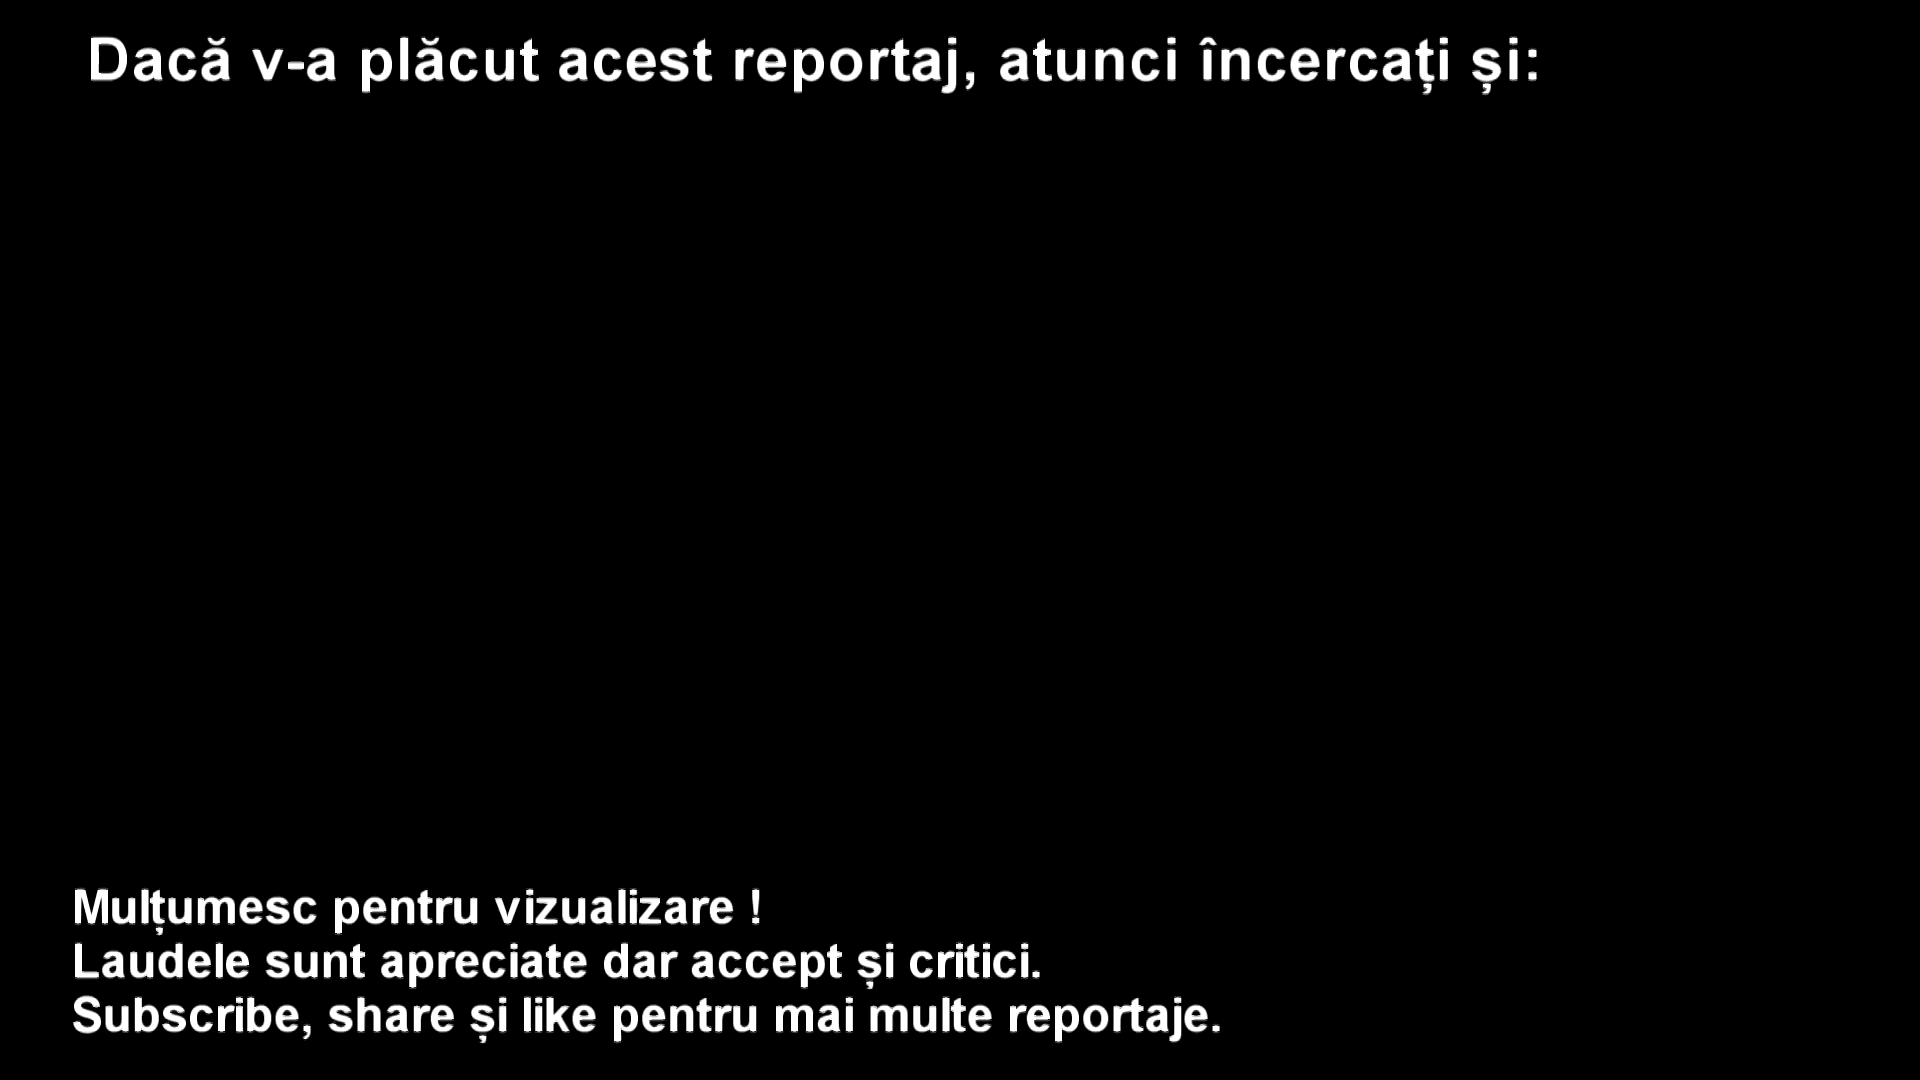 Dacă v-a plăcut acest reportaj, atunci încercați și:
Mulțumesc pentru vizualizare !
Laudele sunt apreciate dar accept și critici.
Subscribe, share și like pentru mai multe reportaje.